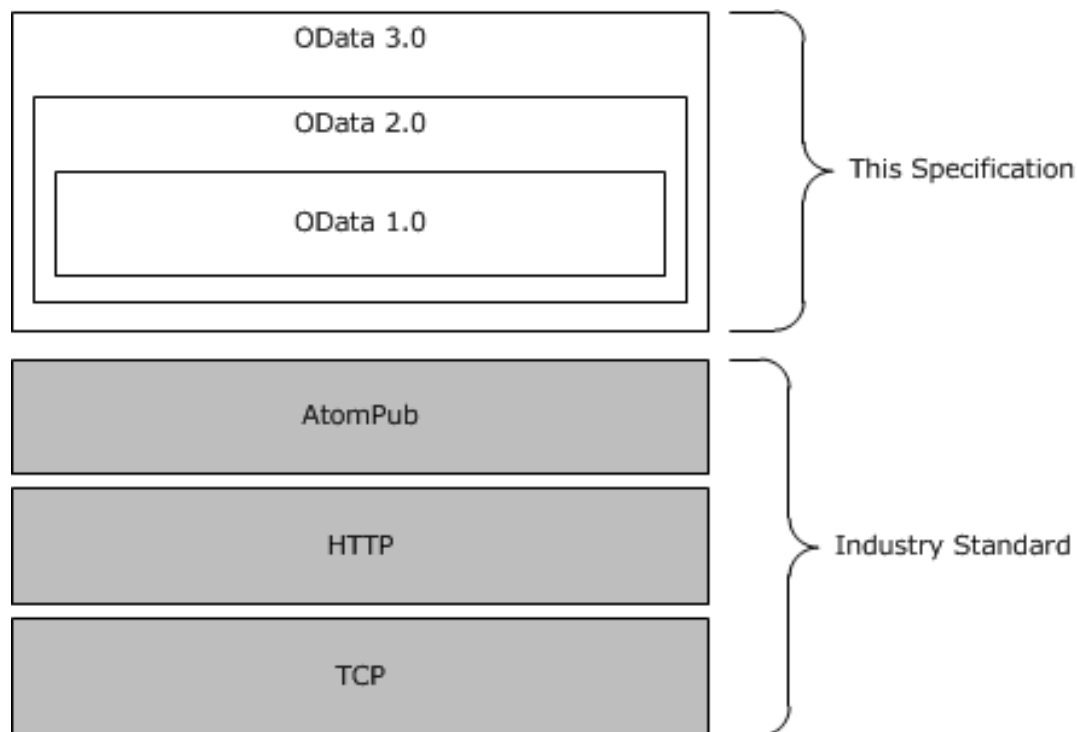 OData 3.0
OData 2.0
OData 1.0
This Specification
AtomPub
HTTP
Industry Standard
TCP